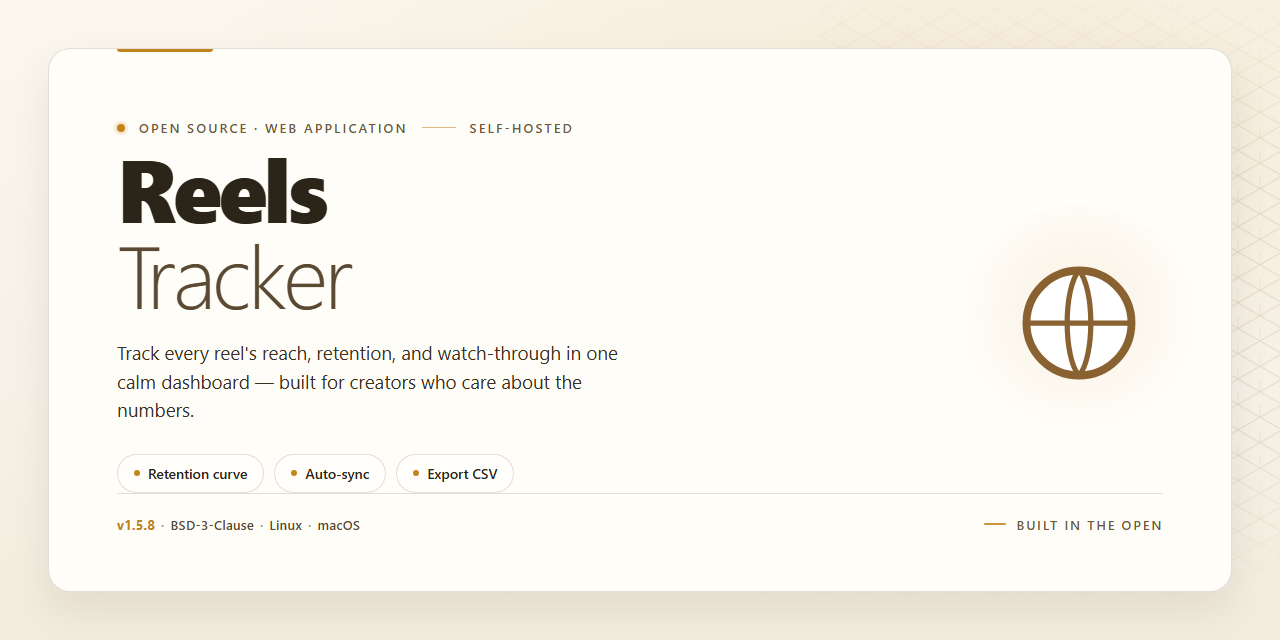 OPEN SOURCE · WEB APPLICATION — SELF-HOSTED
Reels
Tracker
Track every reel's reach, retention, and watch-through in one
calm dashboard — built for creators who care about the
numbers.
Retention curve Auto-sync Export CSV
v1.5.8 · BSD-3-Clause · Linux · macOS
BUILT IN THE OPEN